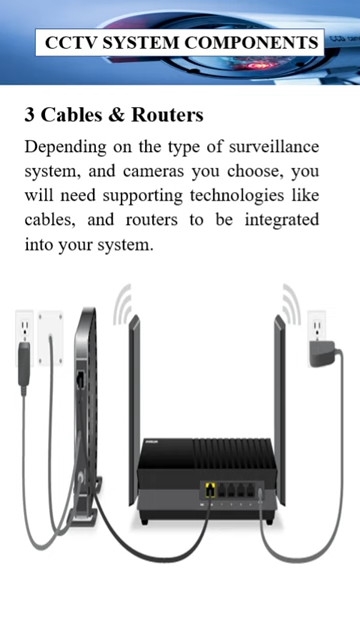 CCTV SYSTEM COMPONENTS
3 Cables & Routers
Depending on the type of surveillance
system, and cameras you choose, you
will need supporting technologies like
cables, and routers to be integrated
into your system.